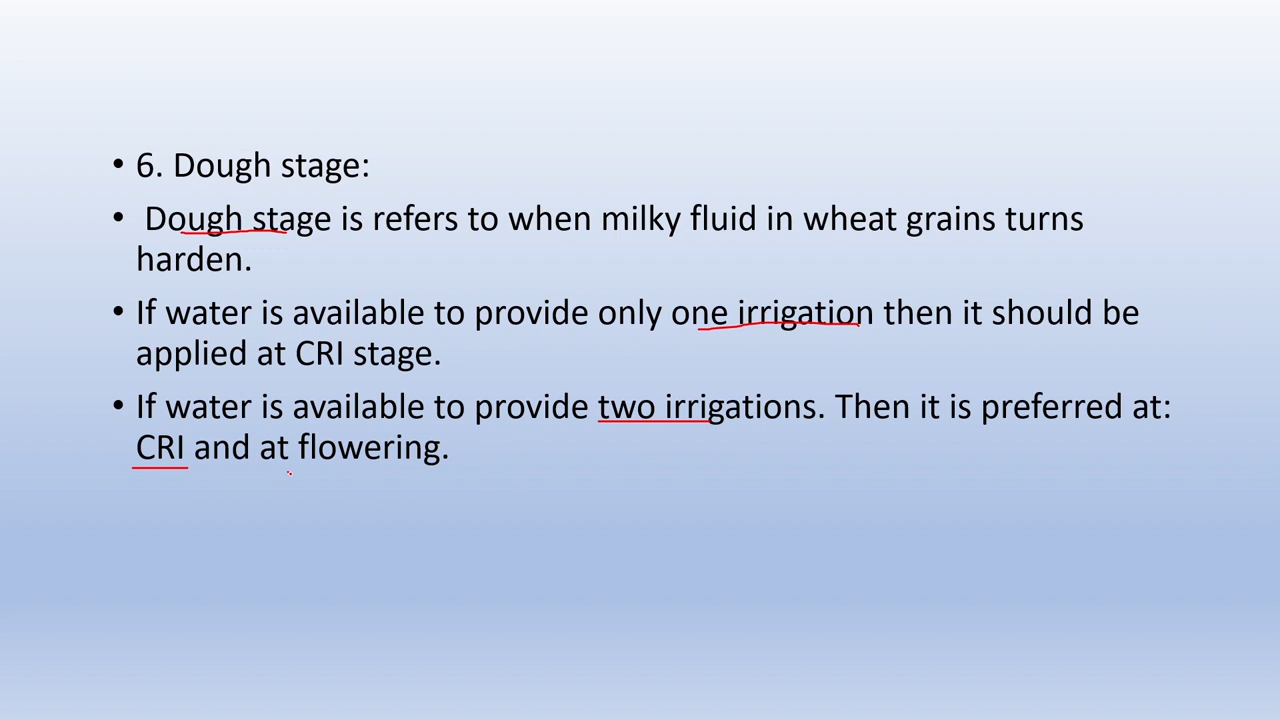 • 6. Dough stage:
• Dough stage is refers to when milky fluid in wheat grains turns
harden.
• If water is available to provide only one irrigation then it should be
applied at CRI stage.
• If water is available to provide two irrigations. Then it is preferred at:
CRI and at flowering.